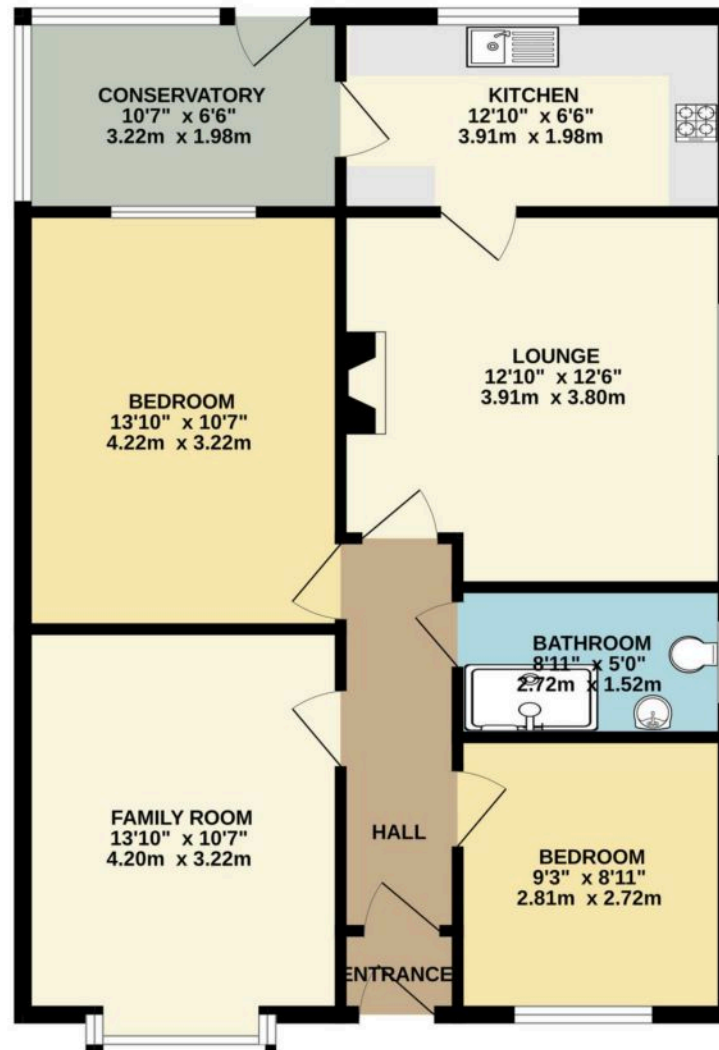 CONSERVATORY
10'7" x 6'6"
3.22m x 1.98m
KITCHEN
12'10" x 6'6"
3.91m x 1.98m
LOUNGE
12'10" x 12'6"
3.91m x 3.80m
BEDROOM
13'10" x 10'7"
4.22m x 3.22m
BATHROOM
8'11" x 5'0"
2.72m x 1.52m
FAMILY ROOM
13'10" x 10'7"
4.20m x 3.22m
HALL
BEDROOM
9'3" x 8'11"
2.81m x 2.72m
ENTRANCE